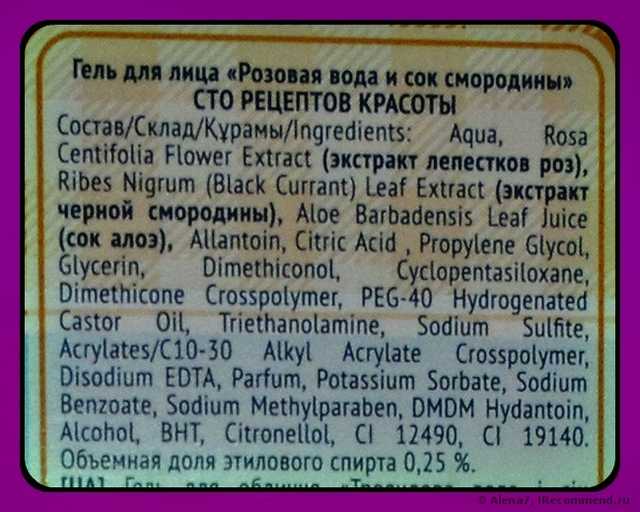 Гель для лица «Розовая вода и сок смородины»
СТО РЕЦЕПТОВ КРАСОТЫ
Состав/Склад/Құрамы/Ingredients: Aqua, Rosa
Centifolia Flower Extract (экстракт лепестков роз),
Ribes Nigrum (Black Currant) Leaf Extract (экстракт
черной смородины), Aloe Barbadensis Leaf Juice
(сок алоэ), Allantoin, Citric Acid , Propylene Glycol,
Glycerin, Dimethiconol, Cyclopentasiloxane,
Dimethicone Crosspolymer, PEG-40 Hydrogenated
Castor Oil, Triethanolamine, Sodium Sulfite,
Acrylates/C10-30 Alkyl Acrylate Crosspolymer,
Disodium EDTA, Parfum, Potassium Sorbate, Sodium
Benzoate, Sodium Methylparaben, DMDM Hydantoin,
Alcohol, BHT, Citronellol, CI 12490, CI 19140.
Объемная доля этилового спирта 0,25 %.
[UA] Гель для обличчя
© Alena7, IRecommend.ru